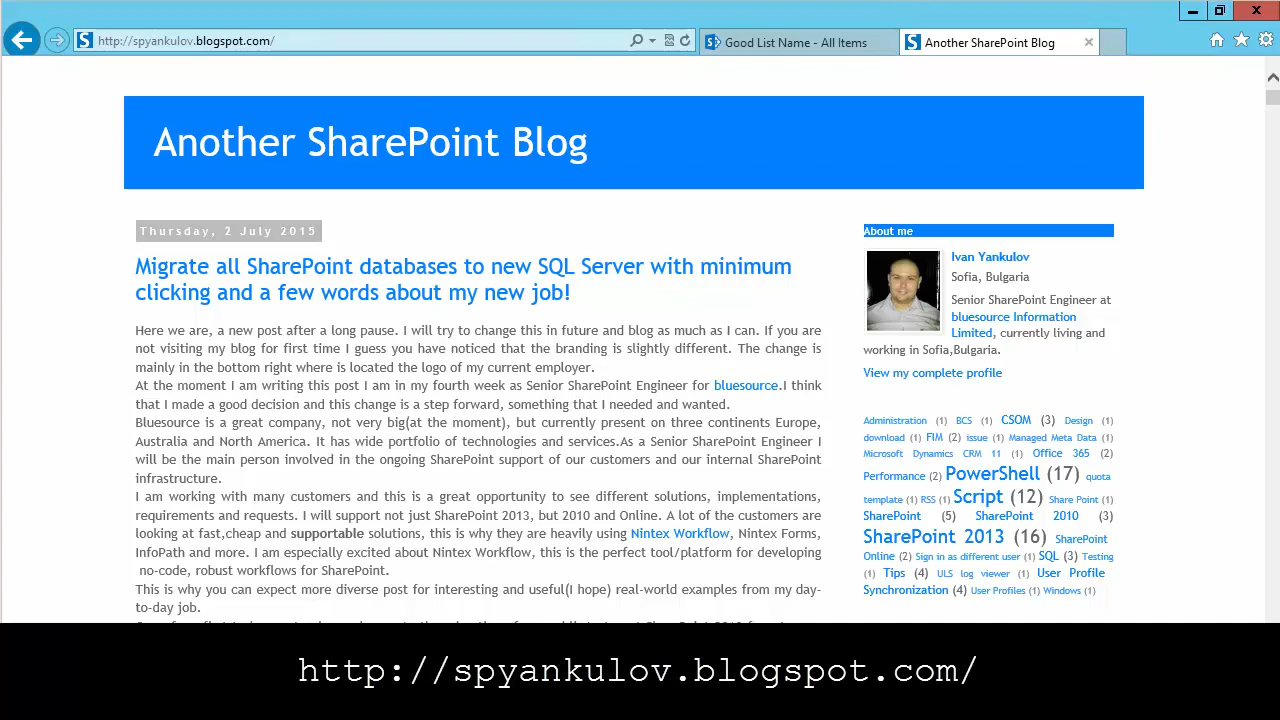 http://spyankulov.blogspot.com/
Good List Name - All Items
Another SharePoint Blog
Another SharePoint Blog
Thursday, 2 July 2015
Migrate all SharePoint databases to new SQL Server with minimum
clicking and a few words about my new job!
Here we are, a new post after a long pause. I will try to change this in future and blog as much as I can. If you are
not visiting my blog for first time I guess you have noticed that the branding is slightly different. The change is
mainly in the bottom right where is located the logo of my current employer.
At the moment I am writing this post I am in my fourth week as Senior SharePoint Engineer for bluesource.I think
that I made a good decision and this change is a step forward, something that I needed and wanted.
Bluesource is a great company, not very big(at the moment), but currently present on three continents Europe,
Australia and North America. It has wide portfolio of technologies and services.As a Senior SharePoint Engineer I
will be the main person involved in the ongoing SharePoint support of our customers and our internal SharePoint
infrastructure.
I am working with many customers and this is a great opportunity to see different solutions, implementations,
requirements and requests. I will support not just SharePoint 2013, but 2010 and Online. A lot of the customers are
looking at fast,cheap and supportable solutions, this is why they are heavily using Nintex Workflow, Nintex Forms,
InfoPath and more. I am especially excited about Nintex Workflow, this is the perfect tool/platform for developing
no-code, robust workflows for SharePoint.
This is why you can expect more diverse post for interesting and useful(I hope) real-world examples from my day-
to-day job.
About me
Ivan Yankulov
Sofia, Bulgaria
Senior SharePoint Engineer at
bluesource Information
Limited, currently living and
working in Sofia,Bulgaria.
View my complete profile
Administration (1) BCS (1) CSOM (3) Design (1)
download (1) FIM (2) issue (1) Managed Meta Data (1)
Microsoft Dynamics CRM 11 (1) Office 365 (2)
Performance (2) PowerShell (17) quota
template (1) RSS (1) Script (12) Share Point (1)
SharePoint (5) SharePoint 2010 (3)
SharePoint 2013 (16) SharePoint
Online (2) Sign in as different user (1) SQL (3) Testing
(1) Tips (4) ULS log viewer (1) User Profile
Synchronization (4) User Profiles (1) Windows (1)
http://spyankulov.blogspot.com/